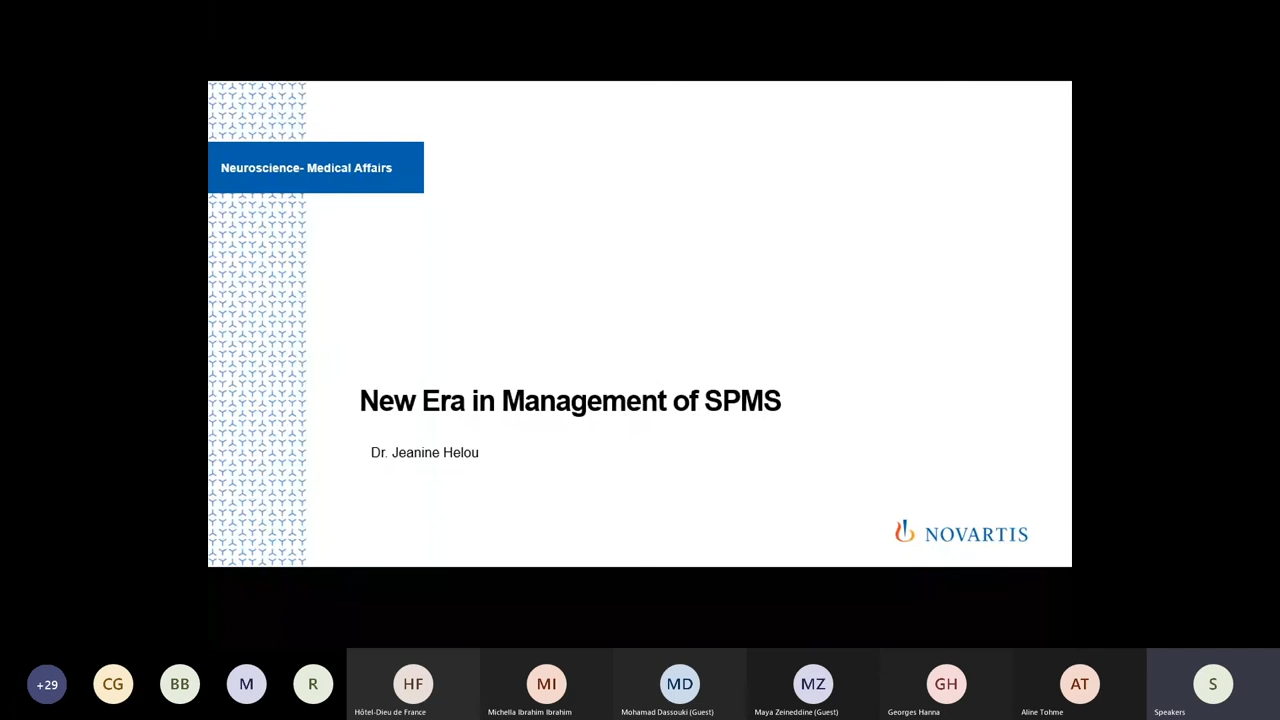 Neuroscience- Medical Affairs
New Era in Management of SPMS
Dr. Jeanine Helou
NOVARTIS
+29
CG
BB
M
R
HF
MI
MD
MZ
GH
AT
S
Hôtel-Dieu de France
Michella Ibrahim Ibrahim
Mohamad Dassouki (Guest)
Maya Zeineddine (Guest)
Georges Hanna
Aline Tohme
Speakers